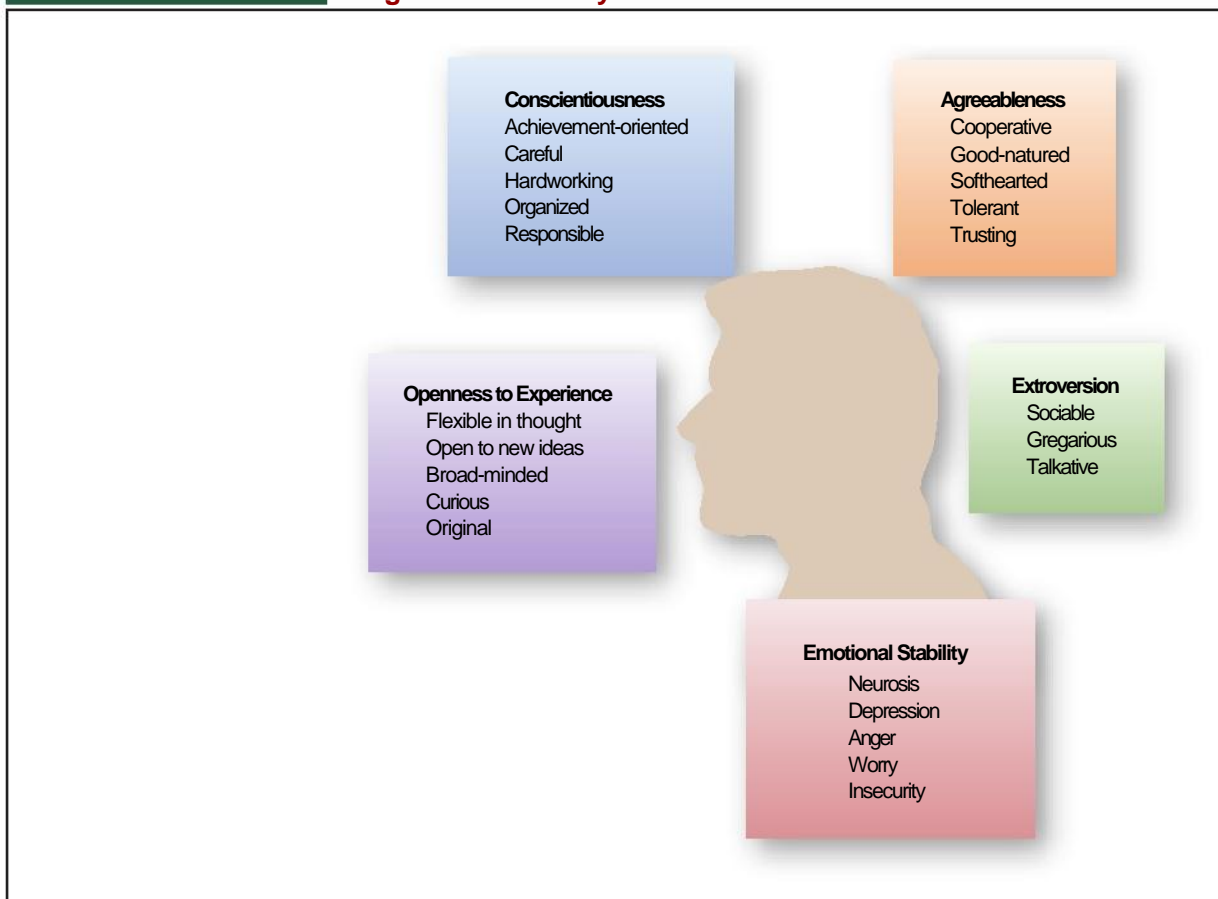 Conscientiousness
Achievement-oriented
Careful
Hardworking
Organized
Responsible
Agreeableness
Cooperative
Good-natured
Softhearted
Tolerant
Trusting
Openness to Experience
Flexible in thought
Open to new ideas
Broad-minded
Curious
Original
Extroversion
Sociable
Gregarious
Talkative
Emotional Stability
Neurosis
Depression
Anger
Worry
Insecurity